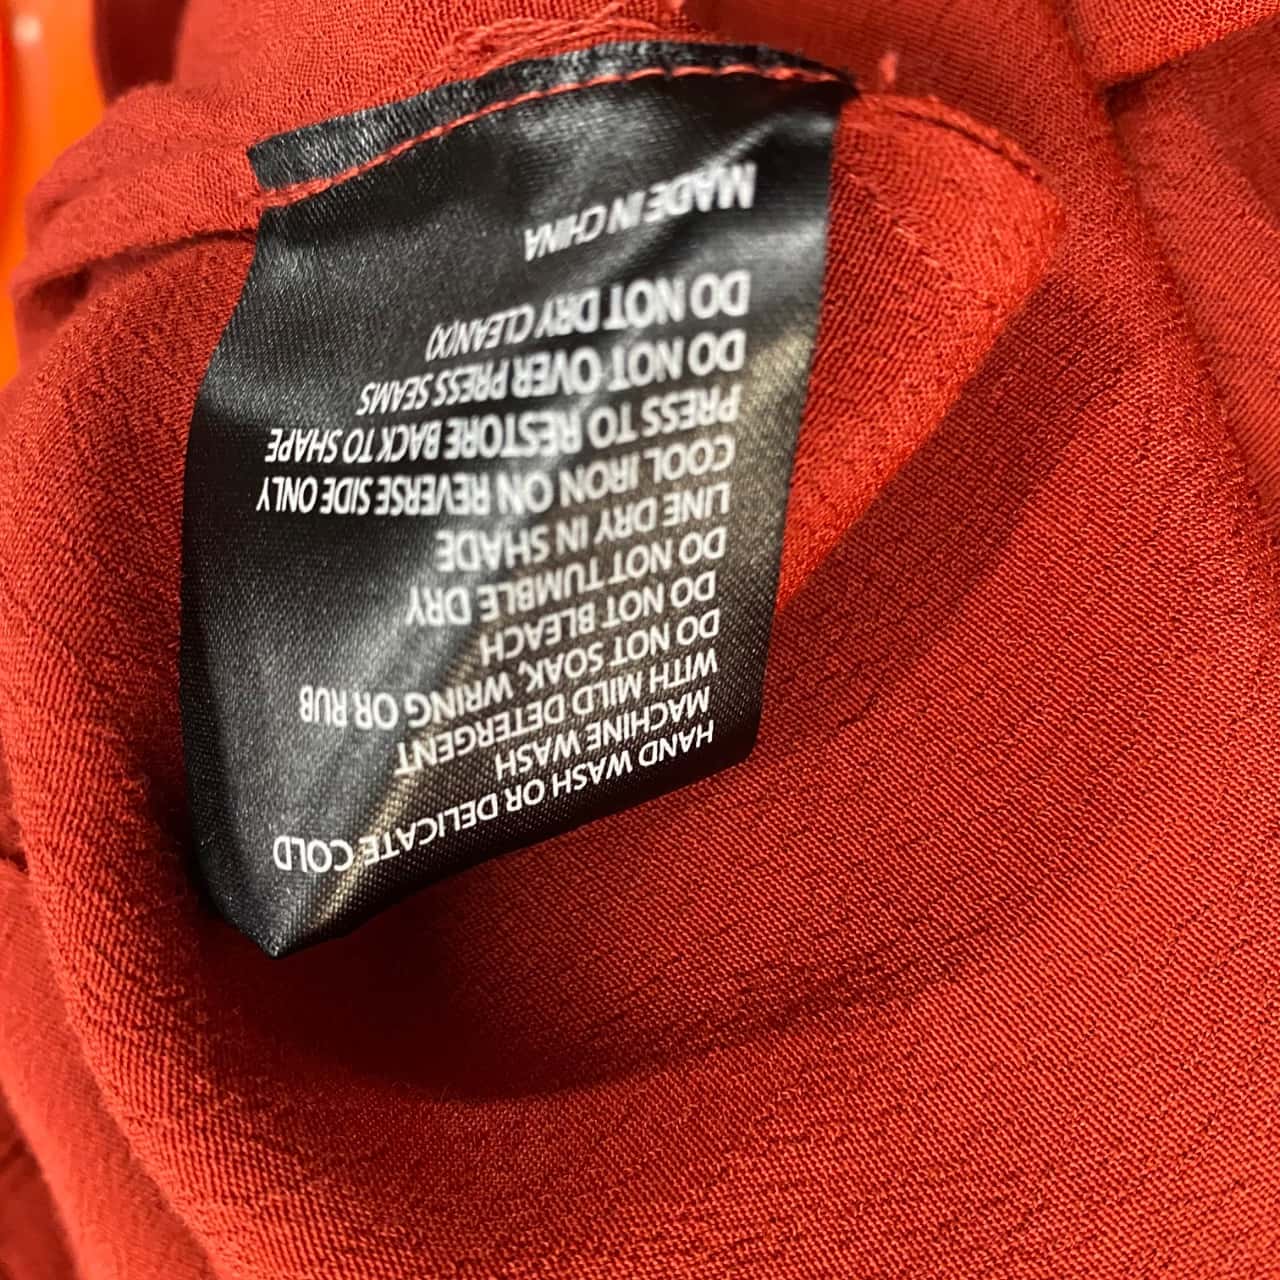 HAND WASH OR DELICATE COLD
MACHINE WASH
WITH MILD DETERGENT
DO NOT SOAK, WRING OR RUB
DO NOT BLEACH
DO NOT TUMBLE DRY
LINE DRY IN SHADE
COOL IRON ON REVERSE SIDE ONLY
PRESS TO RESTORE BACK TO SHAPE
DO NOT OVER PRESS SEAMS
DO NOT DRY CLEAN(X)
MADE IN CHINA